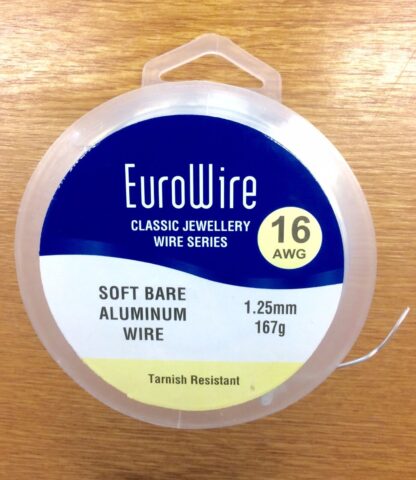 EuroWire
CLASSIC JEWELLERY
WIRE SERIES
16
AWG
SOFT BARE
ALUMINUM
WIRE
1.25mm
167g
Tarnish Resistant